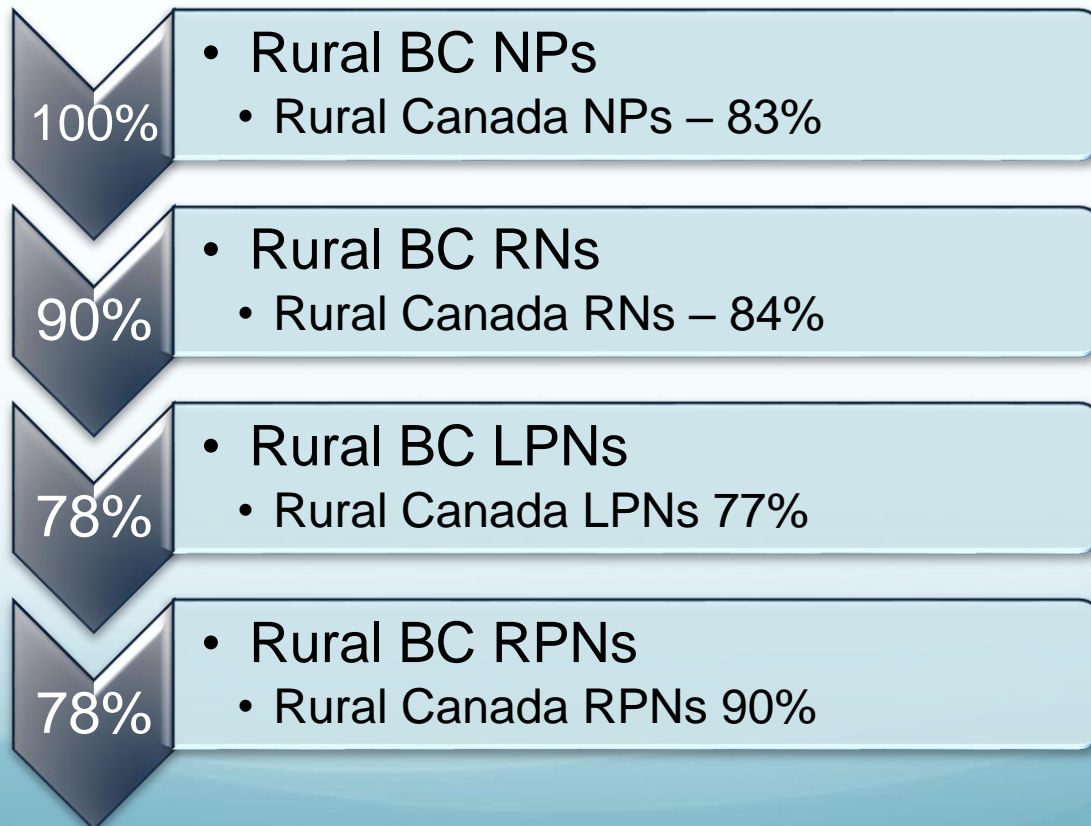 100%
• Rural BC NPs
• Rural Canada NPs – 83%
90%
• Rural BC RNs
• Rural Canada RNs – 84%
78%
• Rural BC LPNs
• Rural Canada LPNs 77%
78%
• Rural BC RPNs
• Rural Canada RPNs 90%